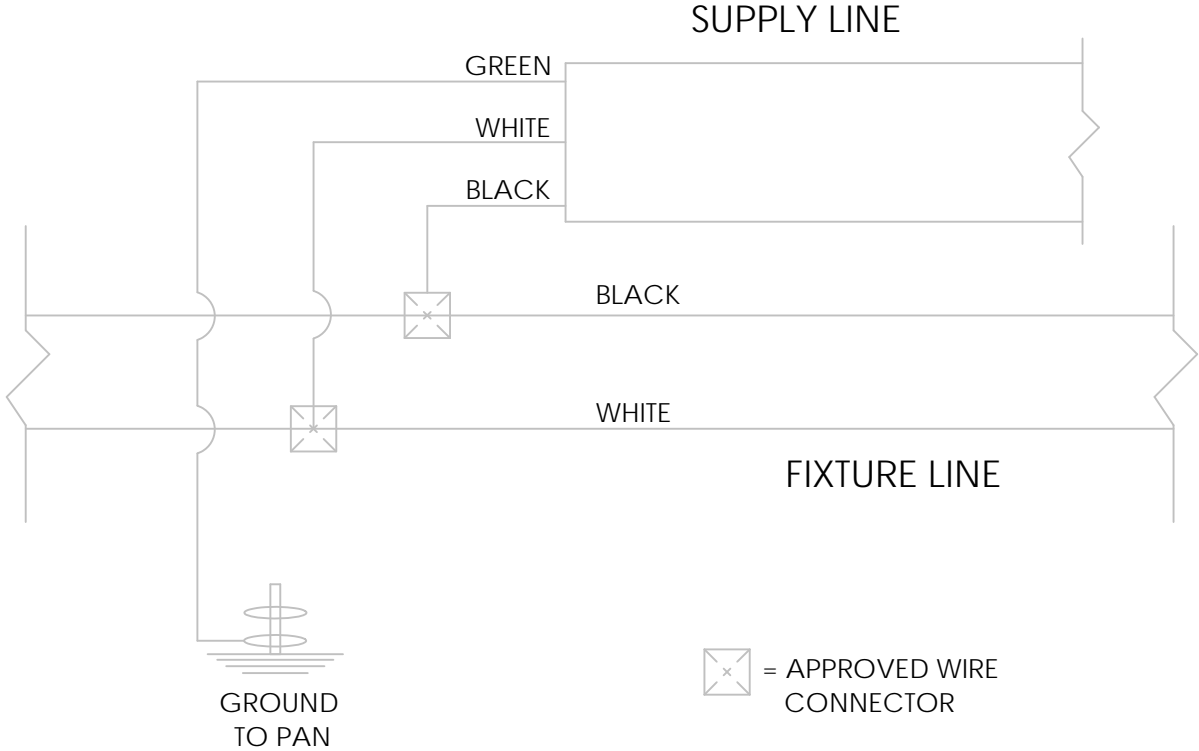 SUPPLY LINE
GREEN
WHITE
BLACK
BLACK
WHITE
FIXTURE LINE
GROUND
TO PAN
= APPROVED WIRE
CONNECTOR